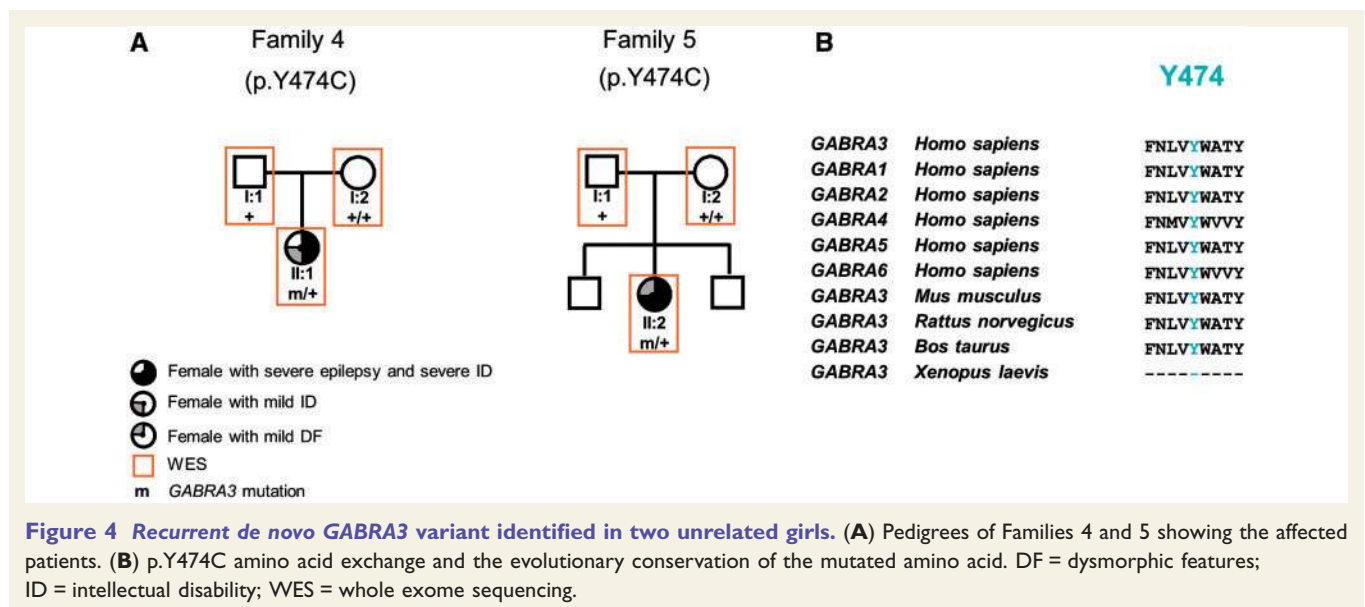 A
Family 4
(p.Y474C)
I:1
+
I:2
+/+
II:1
m/+
Family 5
(p.Y474C)
I:1
+
I:2
+/+
II:2
m/+
Female with severe epilepsy and severe ID
Female with mild ID
Female with mild DF
WES
m GABRA3 mutation
B
Y474
GABRA3 Homo sapiens FNLVYWATY
GABRA1 Homo sapiens FNLVYWATY
GABRA2 Homo sapiens FNLVYWATY
GABRA4 Homo sapiens FNMVYWVVY
GABRA5 Homo sapiens FNLVYWATY
GABRA6 Homo sapiens FNLVYWVVY
GABRA3 Mus musculus FNLVYWATY
GABRA3 Rattus norvegicus FNLVYWATY
GABRA3 Bos taurus FNLVYWATY
GABRA3 Xenopus laevis ---------
Figure 4 Recurrent de novo GABRA3 variant identified in two unrelated girls. (A) Pedigrees of Families 4 and 5 showing the affected
patients. (B) p.Y474C amino acid exchange and the evolutionary conservation of the mutated amino acid. DF = dysmorphic features;
ID = intellectual disability; WES = whole exome sequencing.